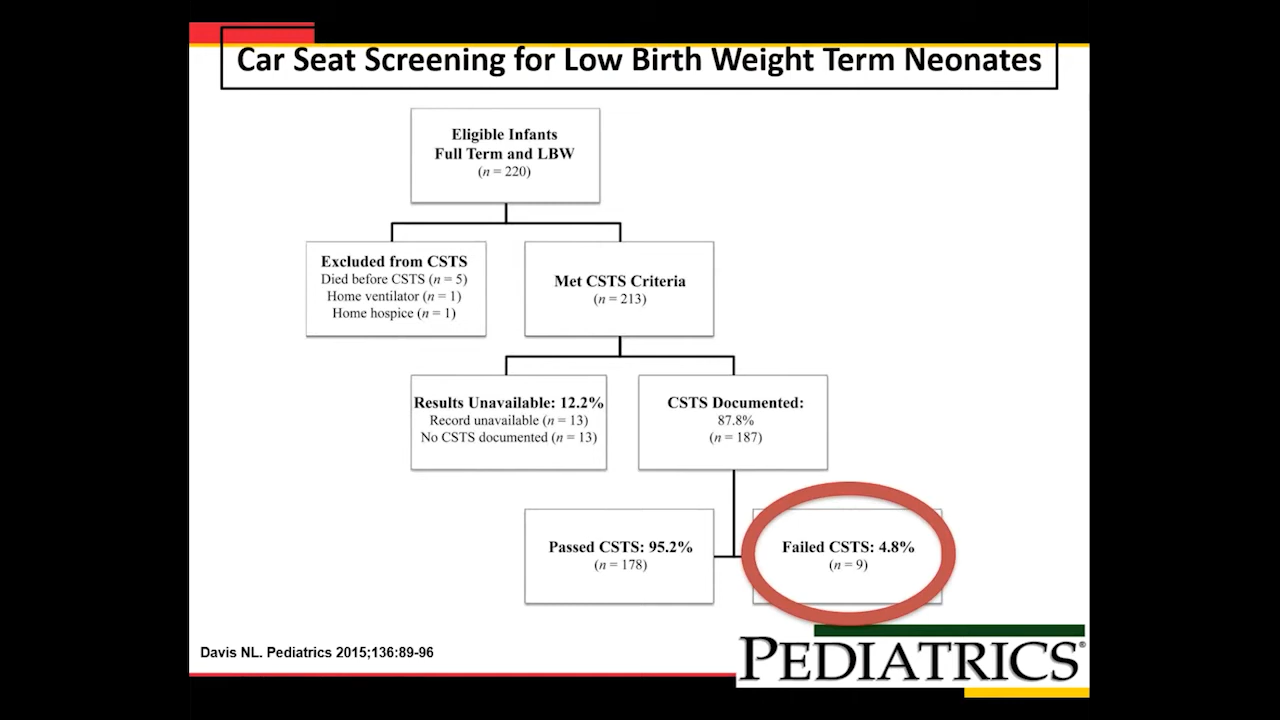 Car Seat Screening for Low Birth Weight Term Neonates
Eligible Infants
Full Term and LBW
(n = 220)
Excluded from CSTS
Died before CSTS (n = 5)
Home ventilator (n = 1)
Home hospice (n = 1)
Met CSTS Criteria
(n = 213)
Results Unavailable: 12.2%
Record unavailable (n = 13)
No CSTS documented (n = 13)
CSTS Documented:
87.8%
(n = 187)
Passed CSTS: 95.2%
(n = 178)
Failed CSTS: 4.8%
(n = 9)
Davis NL. Pediatrics 2015;136:89-96
PEDIATRICS®